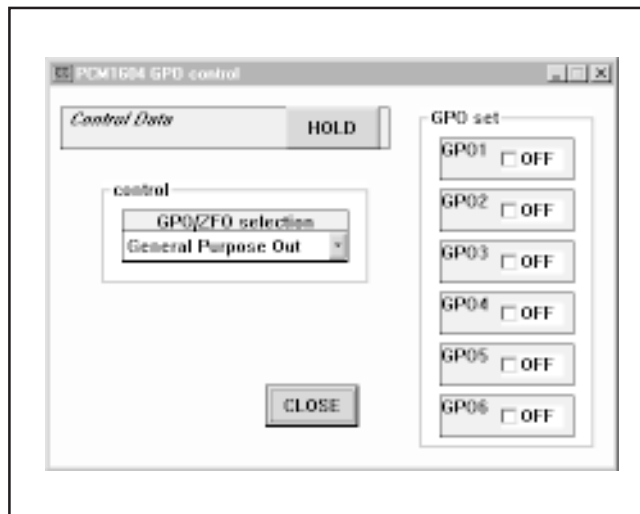 PCM1604 GPO control
Control Data
HOLD
control
GPO/ZFO selection
General Purpose Out
CLOSE
GPO set
GPO1 OFF
GPO2 OFF
GPO3 OFF
GPO4 OFF
GPO5 OFF
GPO6 OFF